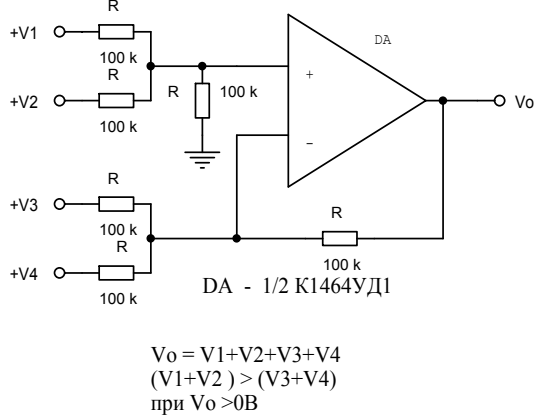 R
+V1
100 k
R
+V2
100 k
R
100 k
DA
+
−
Vo
R
+V3
100 k
R
+V4
100 k
R
100 k
DA - 1/2 К1464УД1
Vo = V1+V2+V3+V4
(V1+V2 ) > (V3+V4)
при Vo >0В